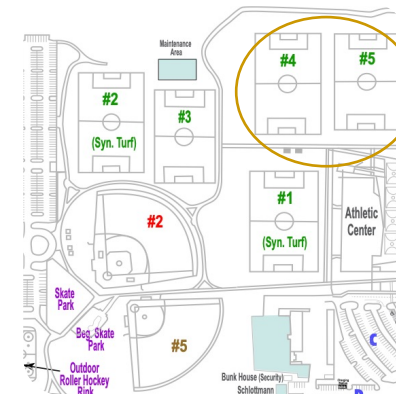 Maintenance
Area
#4
#5
#2
(Syn. Turf)
#3
#1
(Syn. Turf)
Athletic
Center
#2
Skate
Park
Beg. Skate
Park
#5
Outdoor
Roller Hockey
Rink
C
Bunk House (Security)
Schlottmann